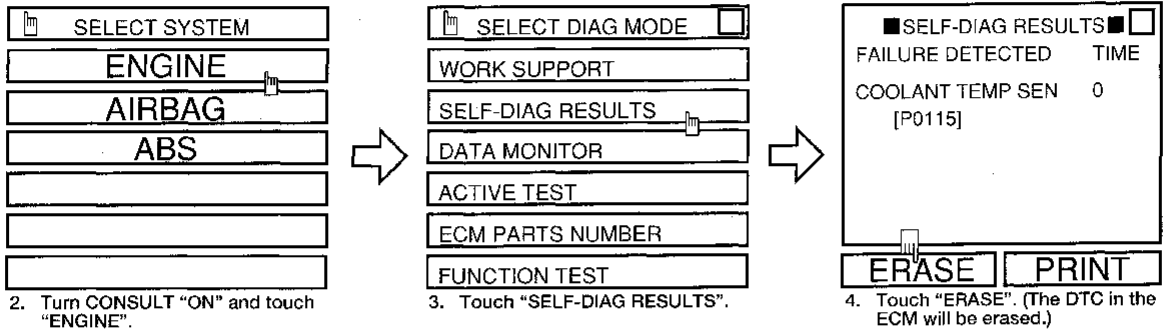 SELECT SYSTEM
ENGINE
AIRBAG
ABS
2. Turn CONSULT "ON" and touch
"ENGINE".
SELECT DIAG MODE
WORK SUPPORT
SELF-DIAG RESULTS
DATA MONITOR
ACTIVE TEST
ECM PARTS NUMBER
FUNCTION TEST
3. Touch "SELF-DIAG RESULTS".
■SELF-DIAG RESULTS■
FAILURE DETECTED TIME
COOLANT TEMP SEN 0
[P0115]
ERASE PRINT
4. Touch "ERASE". (The DTC in the
ECM will be erased.)